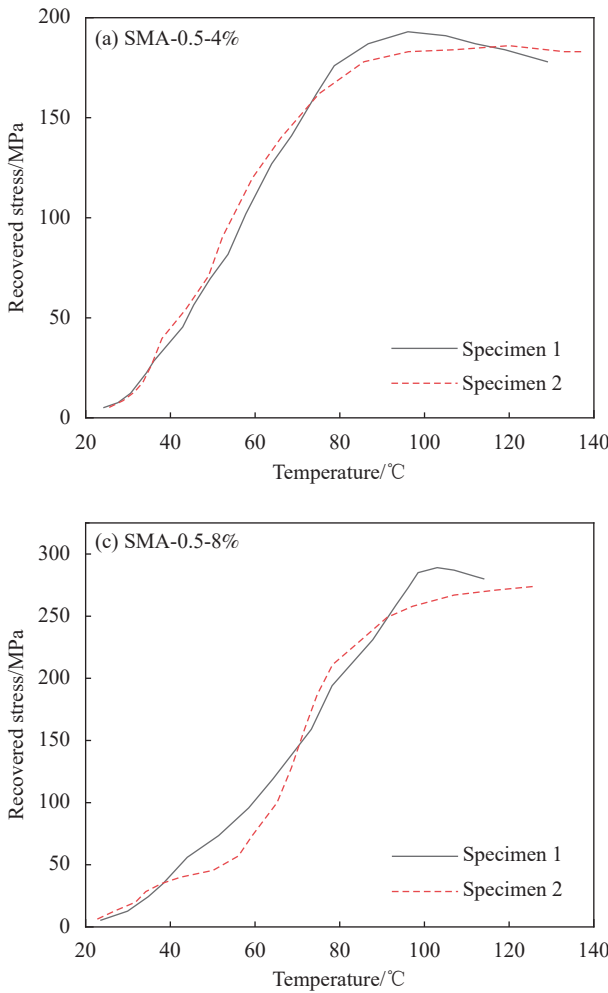 (a) SMA-0.5-4%
200
150
100
50
0
Recovered stress/MPa
Specimen 1
Specimen 2
20 40 60 80 100 120 140
Temperature/℃
(c) SMA-0.5-8%
300
250
200
150
100
50
0
Recovered stress/MPa
Specimen 1
Specimen 2
20 40 60 80 100 120 140
Temperature/℃